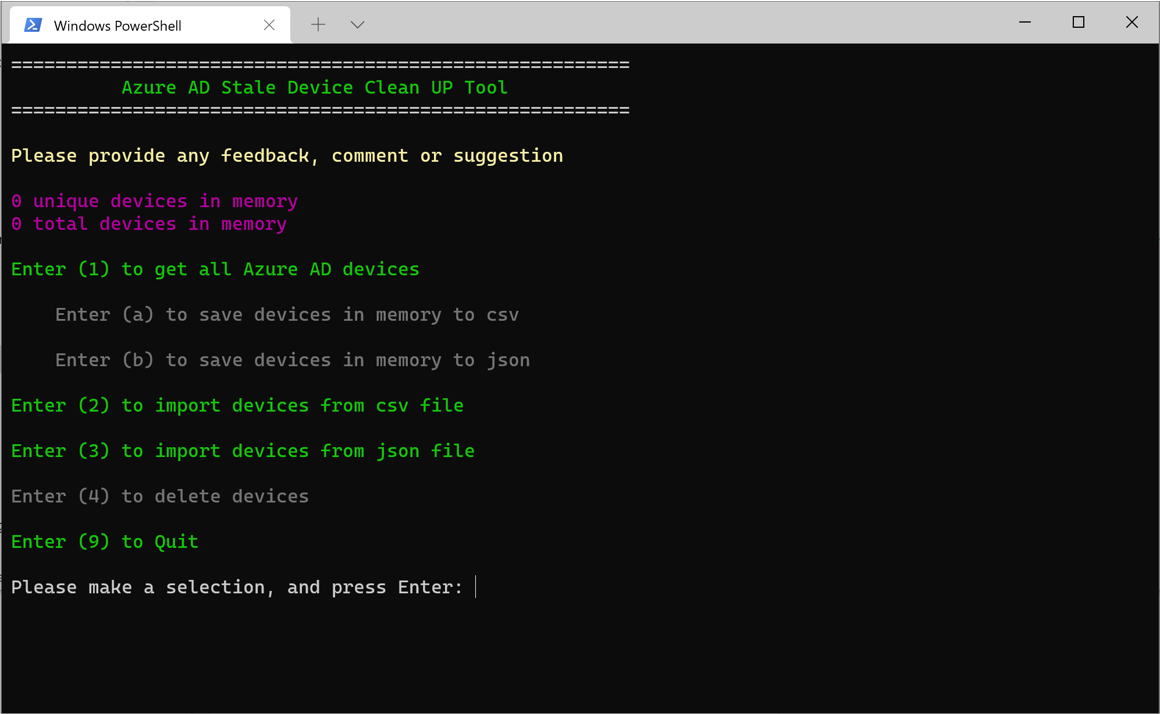 Windows PowerShell
========================================================
Azure AD Stale Device Clean UP Tool
========================================================
Please provide any feedback, comment or suggestion
0 unique devices in memory
0 total devices in memory
Enter (1) to get all Azure AD devices
Enter (a) to save devices in memory to csv
Enter (b) to save devices in memory to json
Enter (2) to import devices from csv file
Enter (3) to import devices from json file
Enter (4) to delete devices
Enter (9) to Quit
Please make a selection, and press Enter: